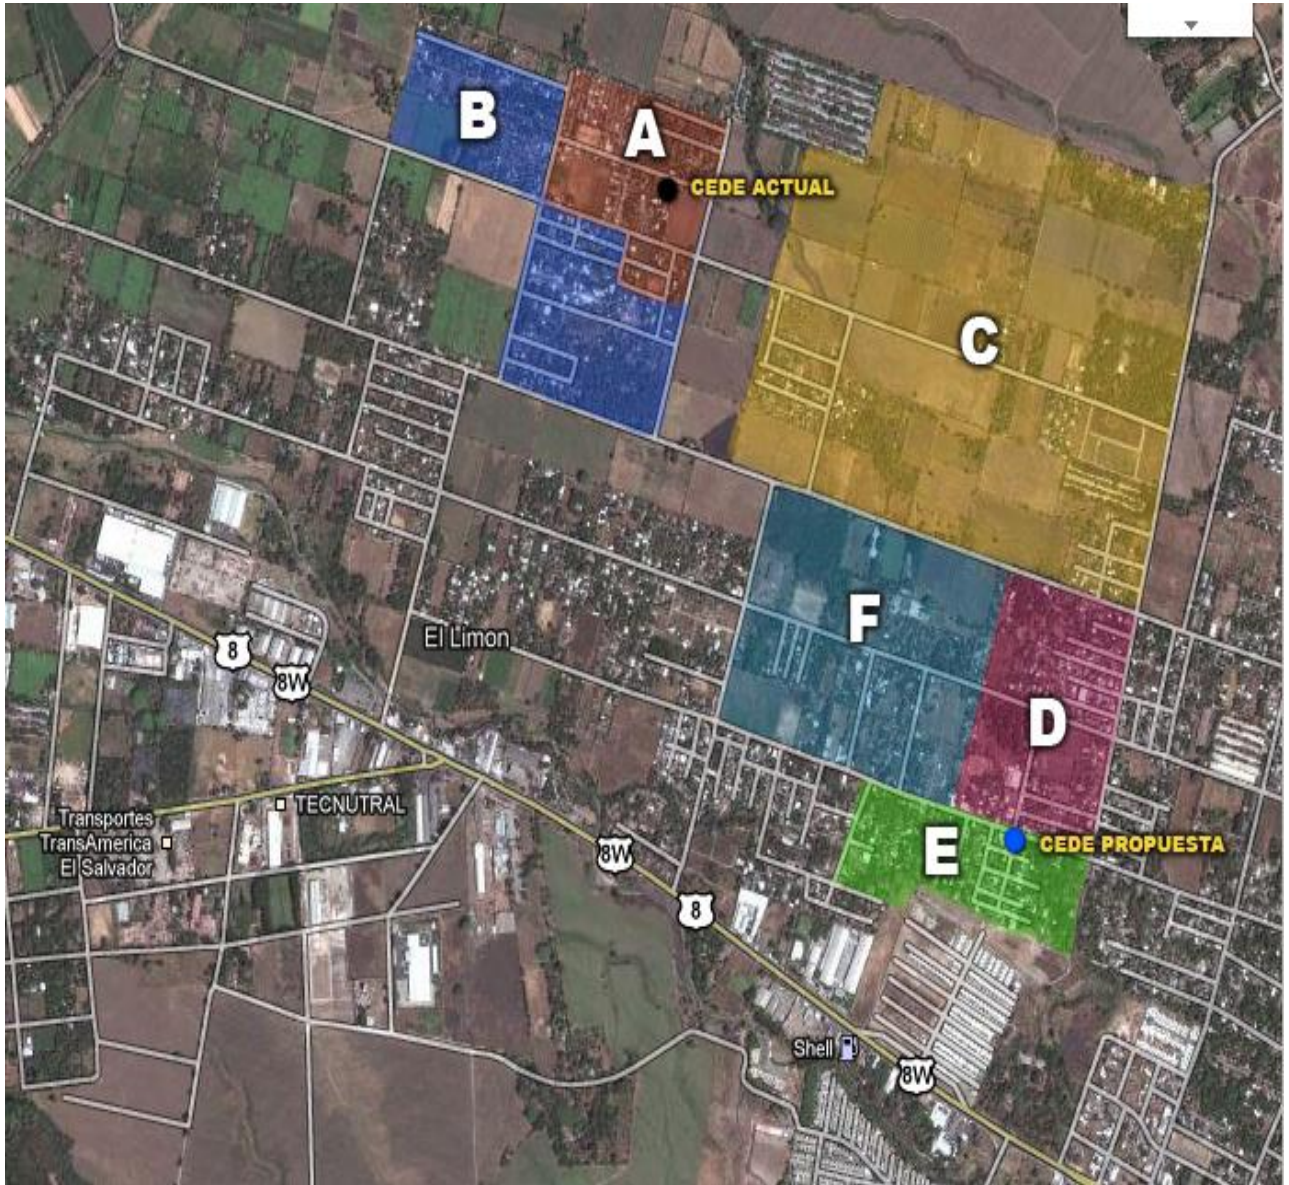 B
A
CEDE ACTUAL
C
F
El Limon
8
8W
D
TECNUTRAL
Transportes
TransAmerica
El Salvador
E
CEDE PROPUESTA
8W
8
Shell
8W